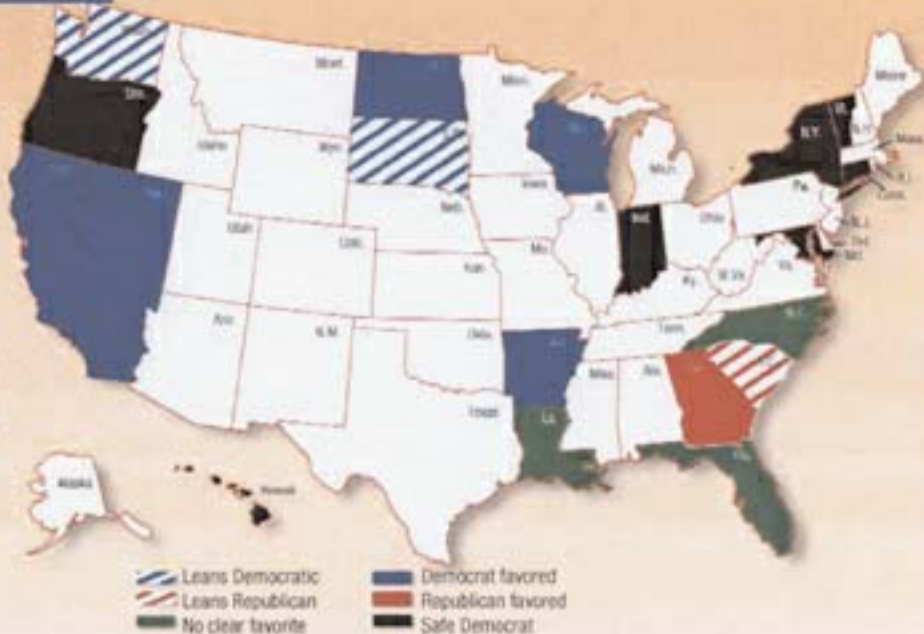 Mont.
Minn.
Maine
Ore.
Idaho
Wyo.
Mich.
N.Y.
Vt.
N.H.
Mass.
R.I.
Conn.
Iowa
Neb.
Pa.
N.J.
Del.
Md.
Utah
Colo.
Kan.
Mo.
Ill.
Ind.
Ohio
W.Va.
Va.
Ky.
Ariz.
N.M.
Okla.
Tenn.
N.C.
Texas
La.
Miss.
Ala.
Fla.
Alaska
Hawaii
Leans Democratic
Democrat favored
Leans Republican
Republican favored
No clear favorite
Safe Democrat